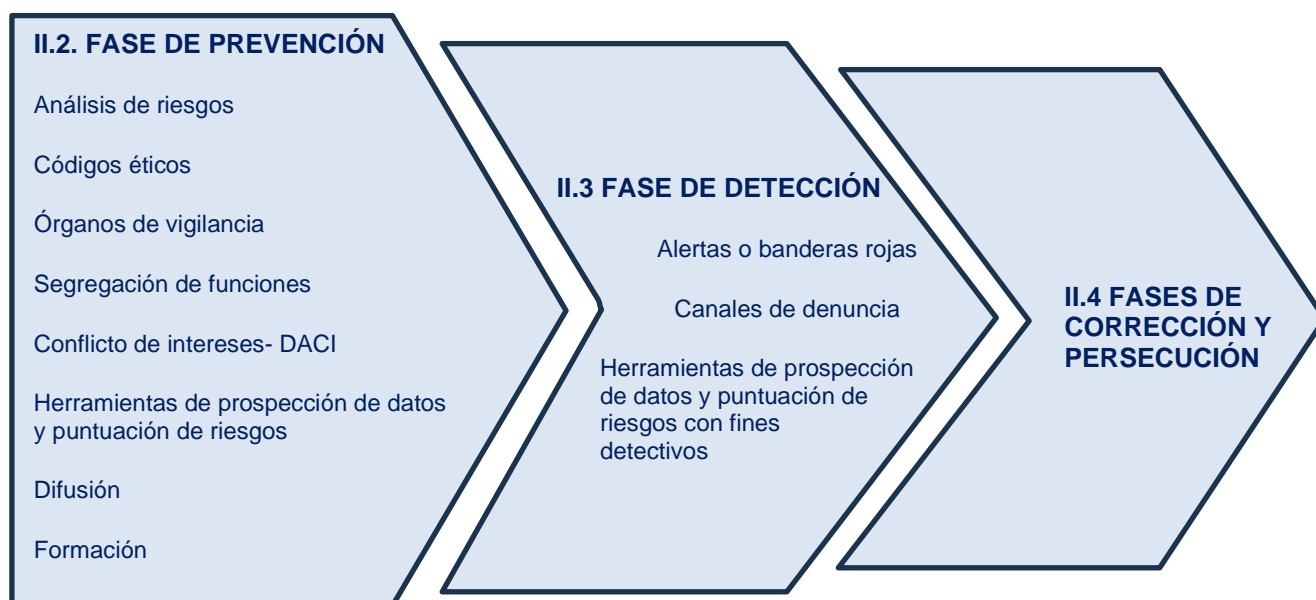 II.2. FASE DE PREVENCIÓN
Análisis de riesgos
Códigos éticos
Órganos de vigilancia
Segregación de funciones
Conflicto de intereses- DACI
Herramientas de prospección de datos
y puntuación de riesgos
Difusión
Formación
II.3 FASE DE DETECCIÓN
Alertas o banderas rojas
Canales de denuncia
Herramientas de prospección
de datos y puntuación de
riesgos con fines
detectivos
II.4 FASES DE
CORRECCIÓN Y
PERSECUCIÓN